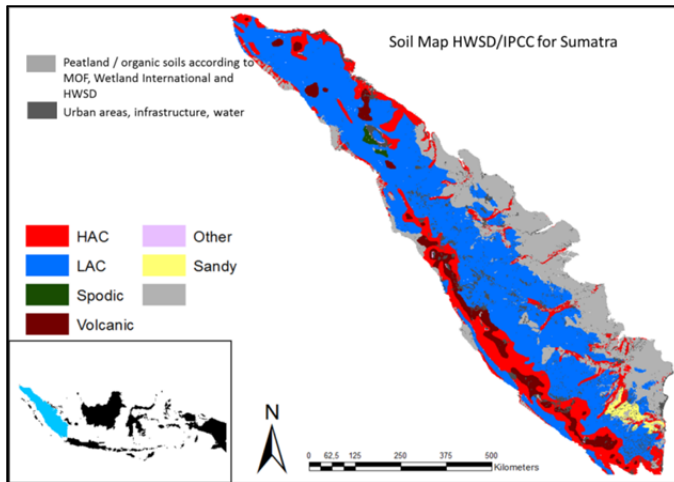 Soil Map HWSD/IPCC for Sumatra
Peatland / organic soils according to
MOF, Wetland International and
HWSD
Urban areas, infrastructure, water
HAC
Other
LAC
Sandy
Spodic
Volcanic
N
0 62.5 125 250 375 500
Kilometers